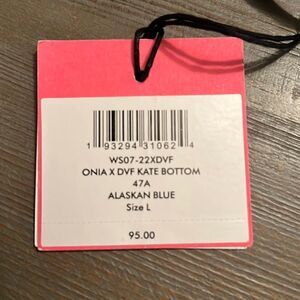 1 93294 31062 4
WS07-22XDVF
ONIA X DVF KATE BOTTOM
47A
ALASKAN BLUE
Size L
95.00